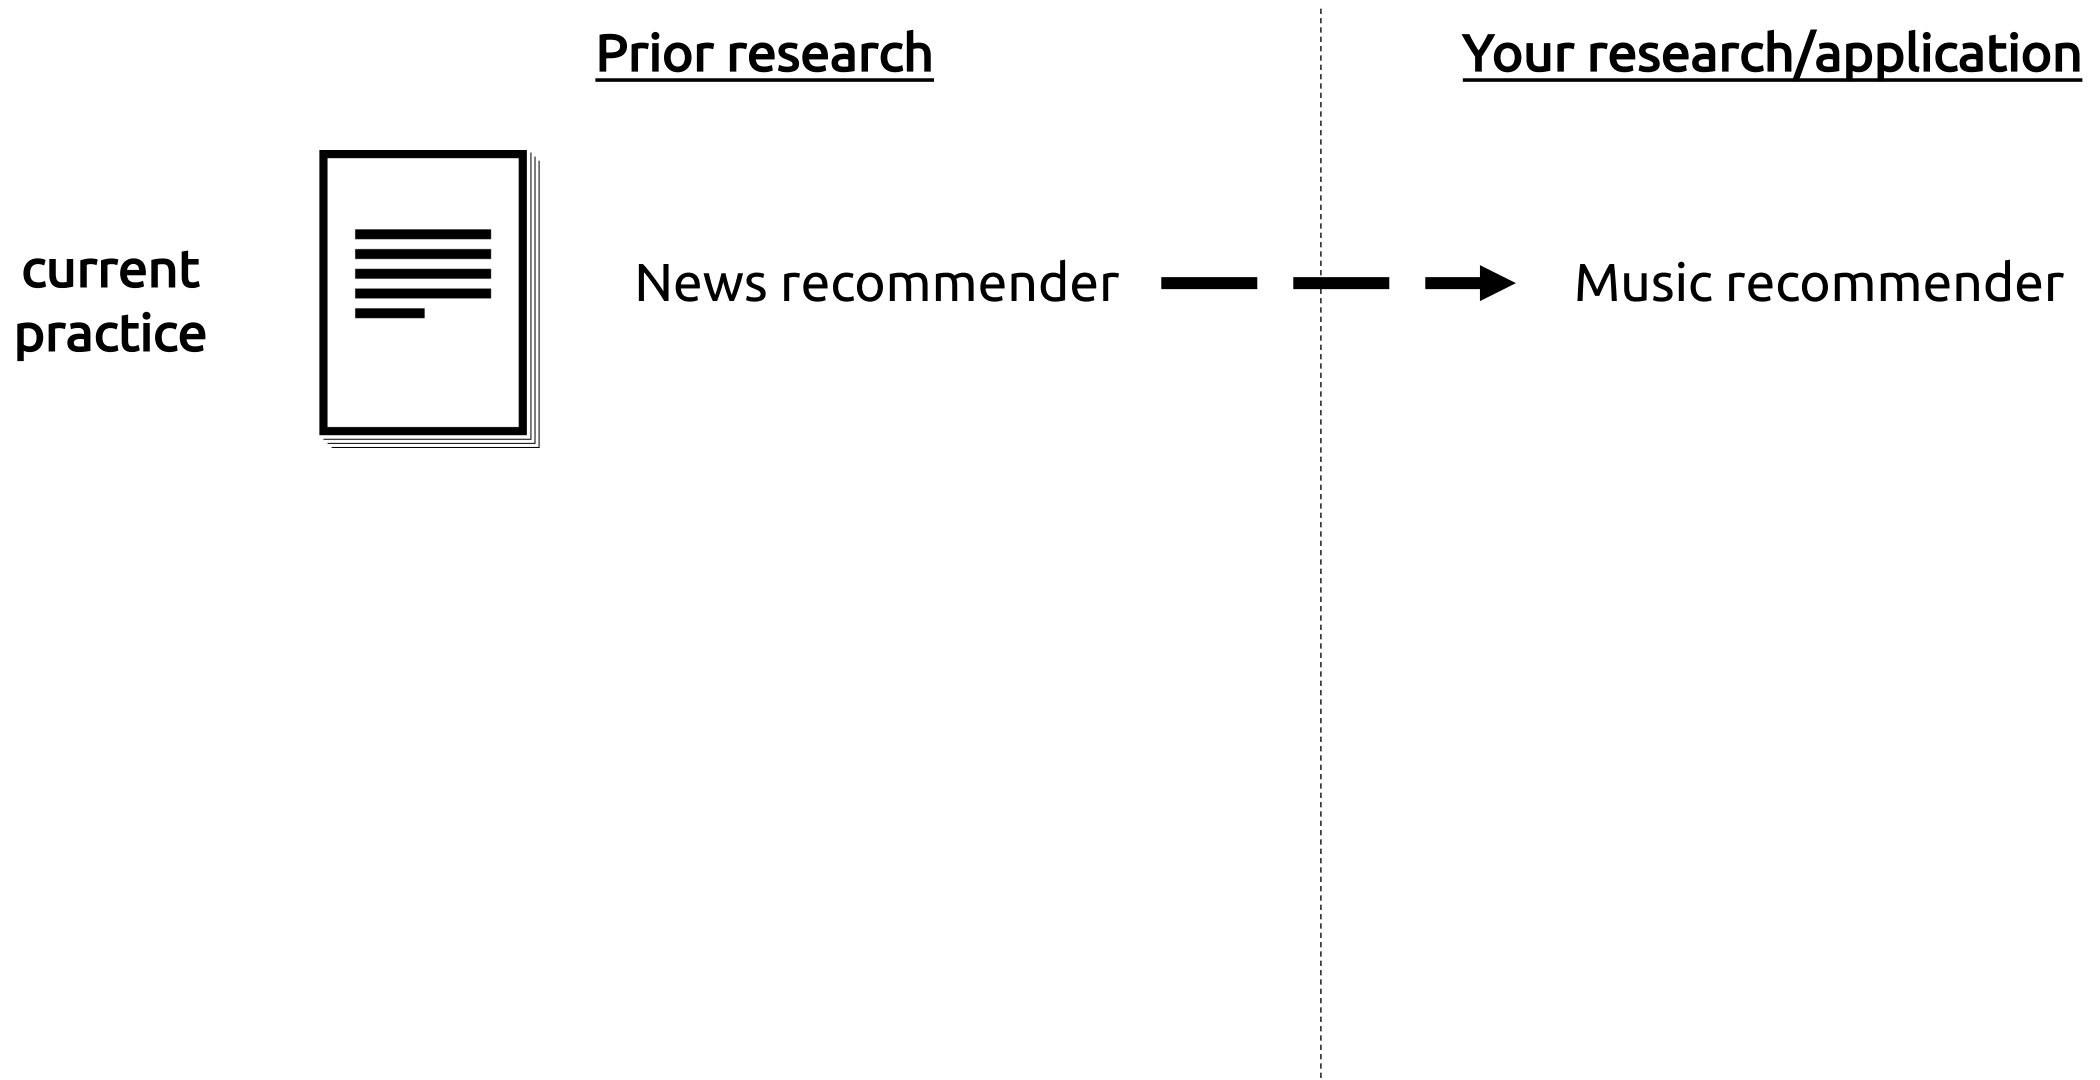 Prior research
Your research/application
current
practice
News recommender
Music recommender